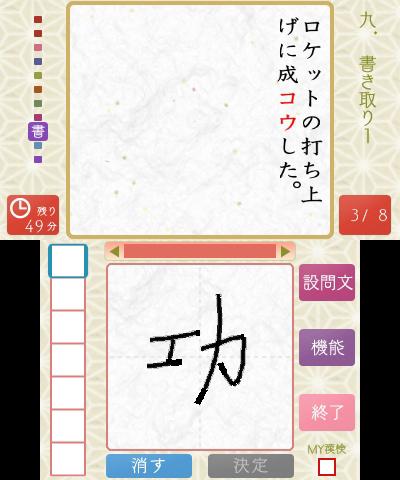 九．書き取り１
ロケットの打ち上
げに成コウした。
書
残り
49分
3/ 8
設問文
機能
終了
MY漢検
功
消す
決定